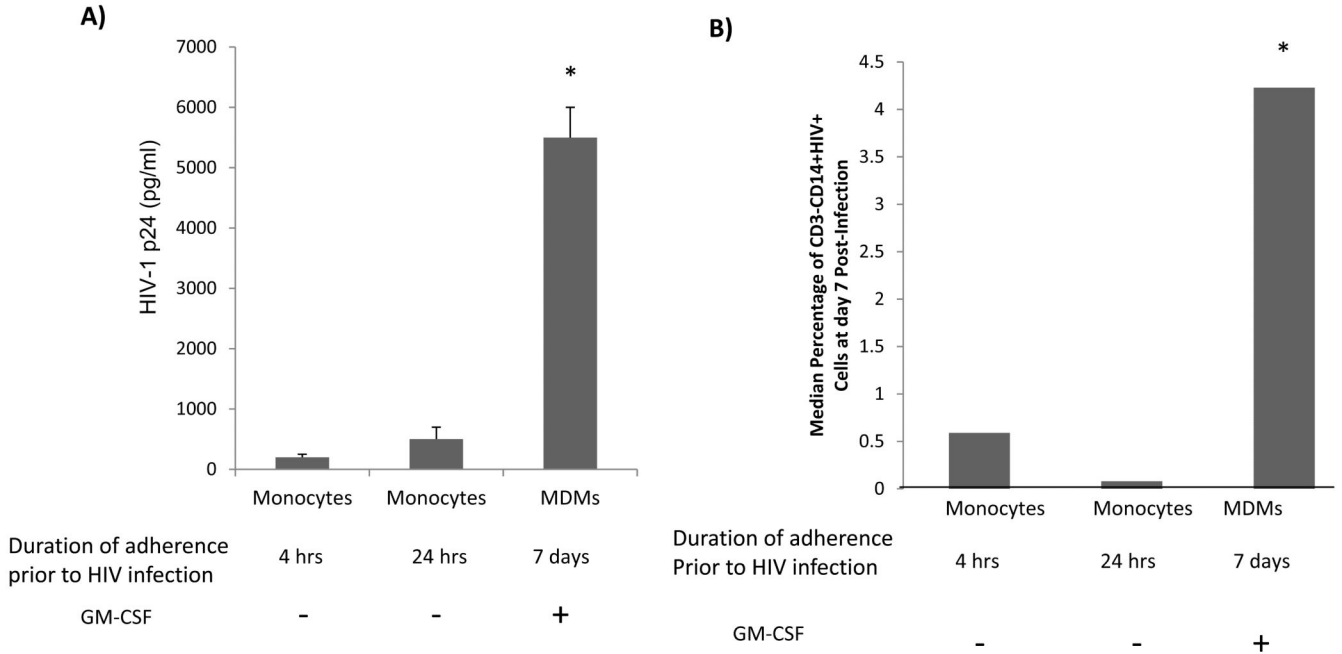 A)
7000
6000
5000
4000
3000
2000
1000
0
HIV-1 p24 (pg/ml)
*
Monocytes Monocytes MDMs
Duration of adherence
prior to HIV infection
4 hrs 24 hrs 7 days
GM-CSF - - +
B)
4.5
4
3.5
3
2.5
2
1.5
1
0.5
0
Median Percentage of CD3-CD14+HIV+
Cells at day 7 Post-Infection
*
Monocytes Monocytes MDMs
Duration of adherence
Prior to HIV infection
4 hrs 24 hrs 7 days
GM-CSF - - +